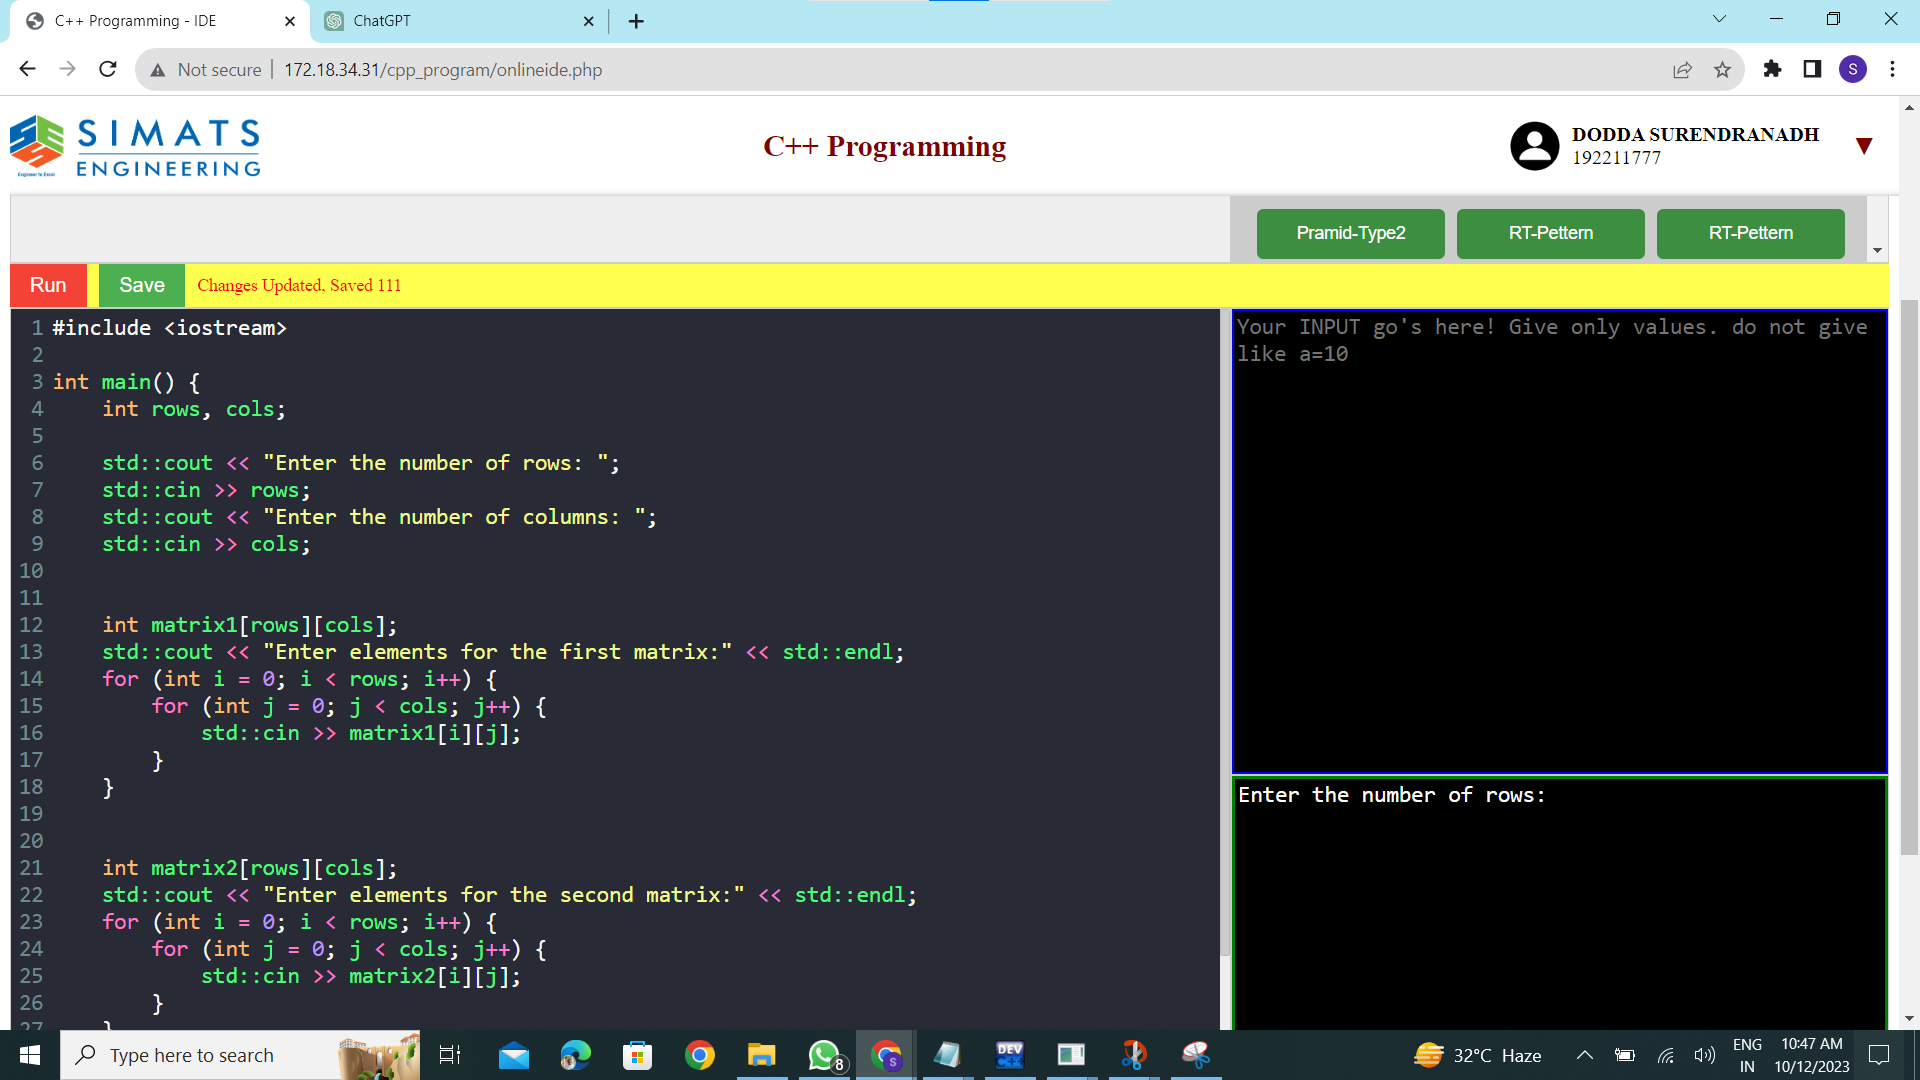 C++ Programming - IDE
ChatGPT
Not secure
172.18.34.31/cpp_program/onlineide.php
S
SIMATS
ENGINEERING
Engineer to Excel
C++ Programming
DODDA SURENDRANADH
192211777
Pramid-Type2
RT-Pettern
RT-Pettern
Run
Save
Changes Updated, Saved 111
1 #include <iostream>
2
3 int main() {
4     int rows, cols;
5
6     std::cout << "Enter the number of rows: ";
7     std::cin >> rows;
8     std::cout << "Enter the number of columns: ";
9     std::cin >> cols;
10
11
12     int matrix1[rows][cols];
13     std::cout << "Enter elements for the first matrix:" << std::endl;
14     for (int i = 0; i < rows; i++) {
15         for (int j = 0; j < cols; j++) {
16             std::cin >> matrix1[i][j];
17         }
18     }
19
20
21     int matrix2[rows][cols];
22     std::cout << "Enter elements for the second matrix:" << std::endl;
23     for (int i = 0; i < rows; i++) {
24         for (int j = 0; j < cols; j++) {
25             std::cin >> matrix2[i][j];
26         }
27     }
Your INPUT go's here! Give only values. do not give
like a=10
Enter the number of rows:
Type here to search
8
S
DEV
C++
32°C Haze
ENG
IN
10:47 AM
10/12/2023